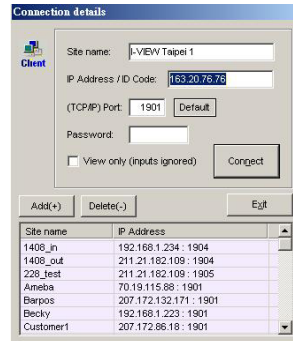 Connection details
Client
Site name: I-VIEW Taipei 1
IP Address / ID Code: 163.20.76.76
(TCP/IP) Port: 1901 Default
Password:
View only (inputs ignored)
Connect
Add(+) Delete(-) Exit
Site name IP Address
1408_in 192.168.1.234 : 1904
1408_out 211.21.182.109 : 1904
228_test 211.21.182.109 : 1905
Ameba 70.19.115.88 : 1901
Barpos 207.172.132.171 : 1901
Becky 192.168.1.223 : 1901
Customer1 207.172.86.18 : 1901